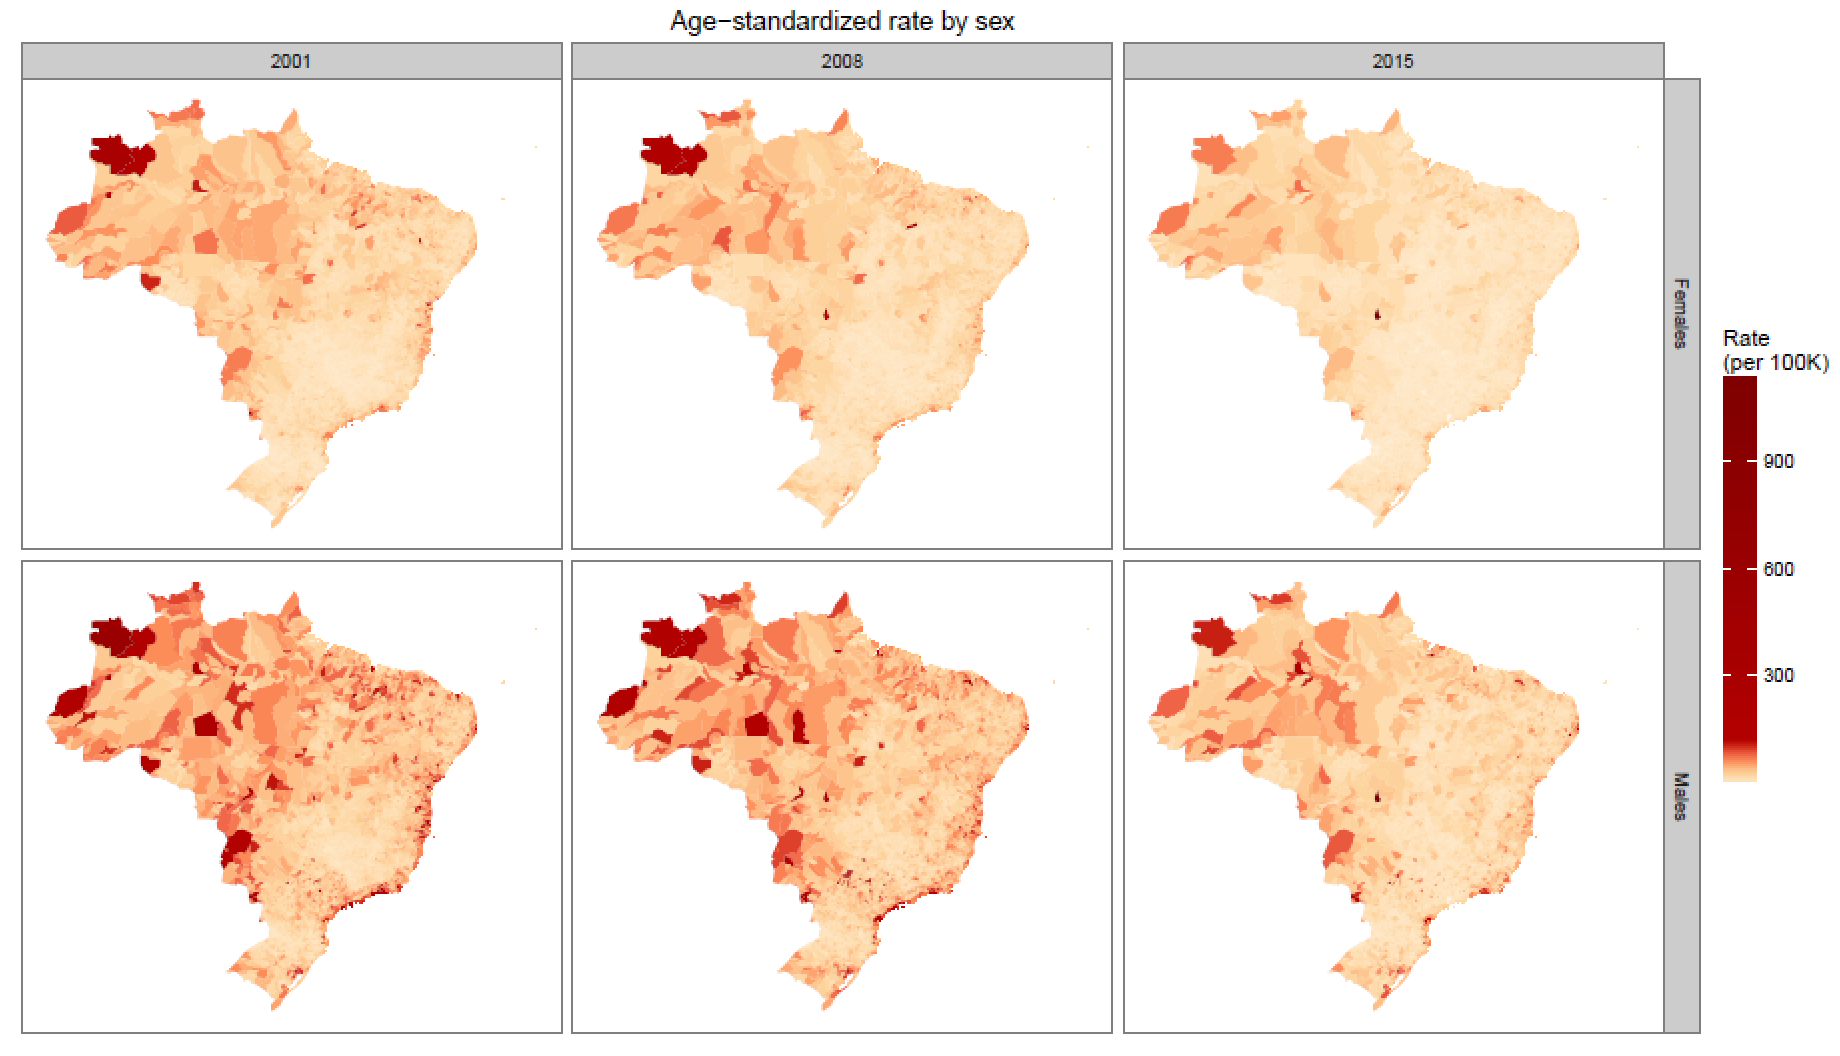 Age−standardized rate by sex
2001
2008
2015
Females
Males
Rate
(per 100K)
900
600
300